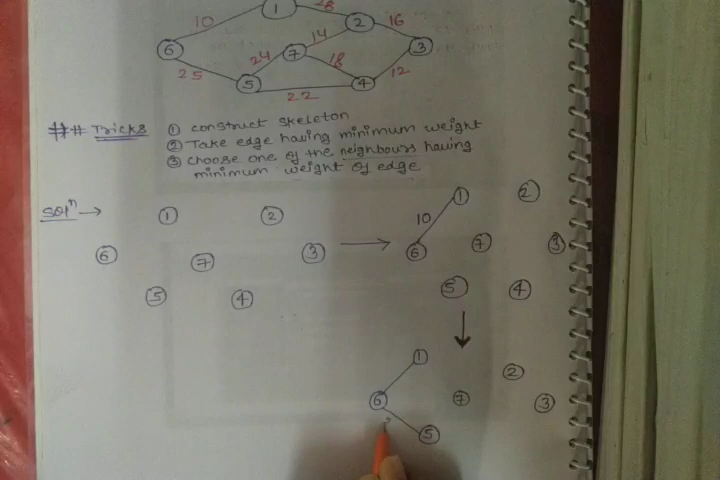 10 1 28 2 16
6 14 7 3
25 24 18 12
5 22 4
### Tricks ① construct skeleton
② Take edge having minimum weight
③ choose one of the neighbours having
minimum weight of edge
Solⁿ → ① ② → ① ②
10
⑥ ⑦ ③ ⑥ ⑦ ③
⑤ ④ ⑤ ④
① ②
⑥ ⑦ ③
⑤